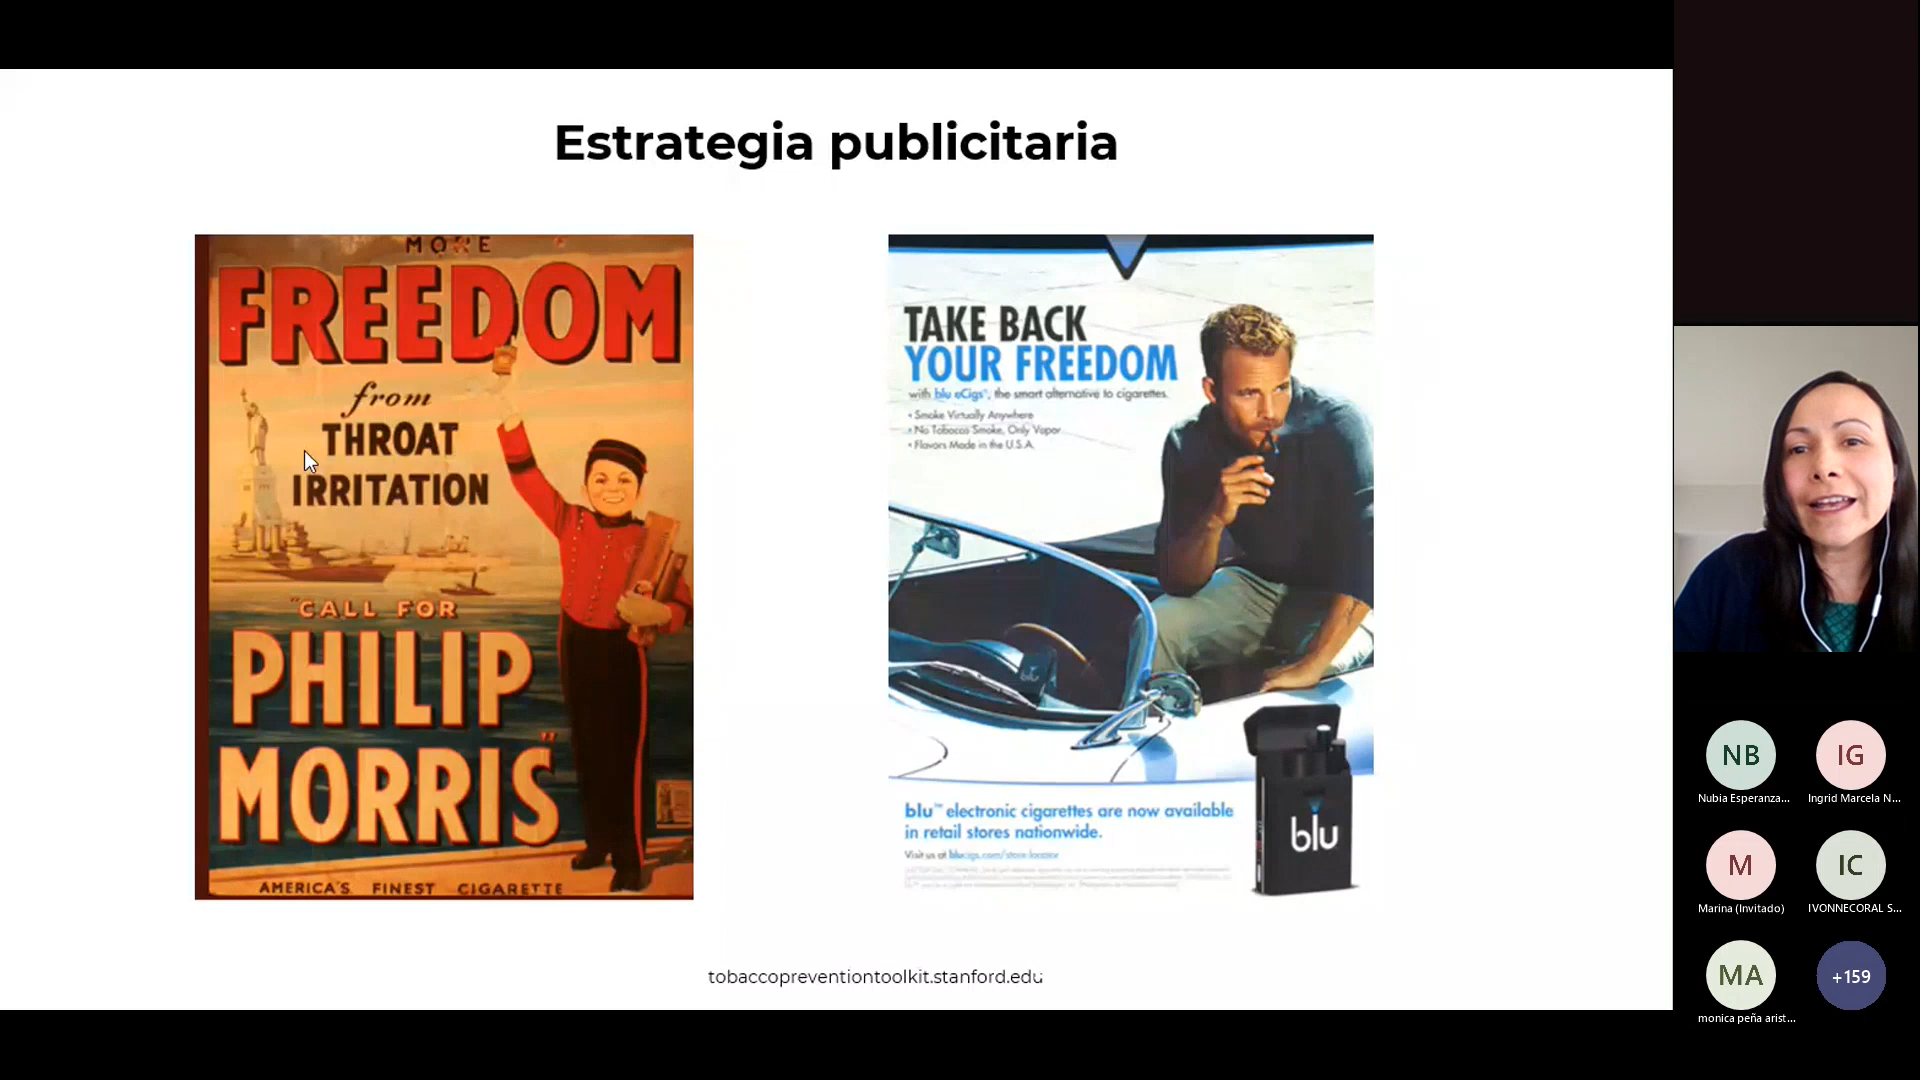 Estrategia publicitaria
MORE
FREEDOM
from
THROAT
IRRITATION
"CALL FOR
PHILIP
MORRIS"
AMERICA'S FINEST CIGARETTE
TAKE BACK
YOUR FREEDOM
with blu eCigs®, the smart alternative to cigarettes.
• Smoke Virtually Anywhere
• No Tobacco Smoke, Only Vapor
• Flavors Made in the U.S.A.
blu™ electronic cigarettes are now available
in retail stores nationwide.
Visit us at blucigs.com/store-locator
blu
tobaccopreventiontoolkit.stanford.edu
NB
Nubia Esperanza...
IG
Ingrid Marcela N...
M
Marina (Invitado)
IC
IVONNECORAL S...
MA
monica peña arist...
+159